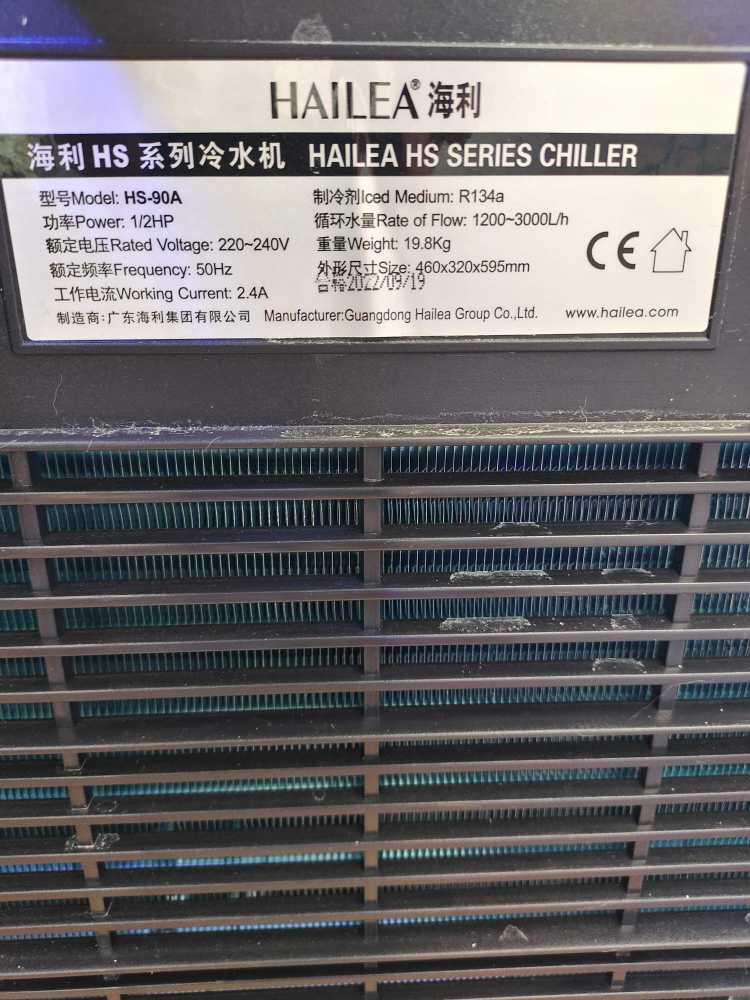 HAILEA® 海利
海利 HS 系列冷水机 HAILEA HS SERIES CHILLER
型号Model: HS-90A 制冷剂Iced Medium: R134a
功率Power: 1/2HP 循环水量Rate of Flow: 1200~3000L/h
额定电压Rated Voltage: 220~240V 重量Weight: 19.8Kg
额定频率Frequency: 50Hz 外形尺寸Size: 460x320x595mm
合格2022/09/19
工作电流Working Current: 2.4A
CE
制造商:广东海利集团有限公司 Manufacturer:Guangdong Hailea Group Co.,Ltd. www.hailea.com